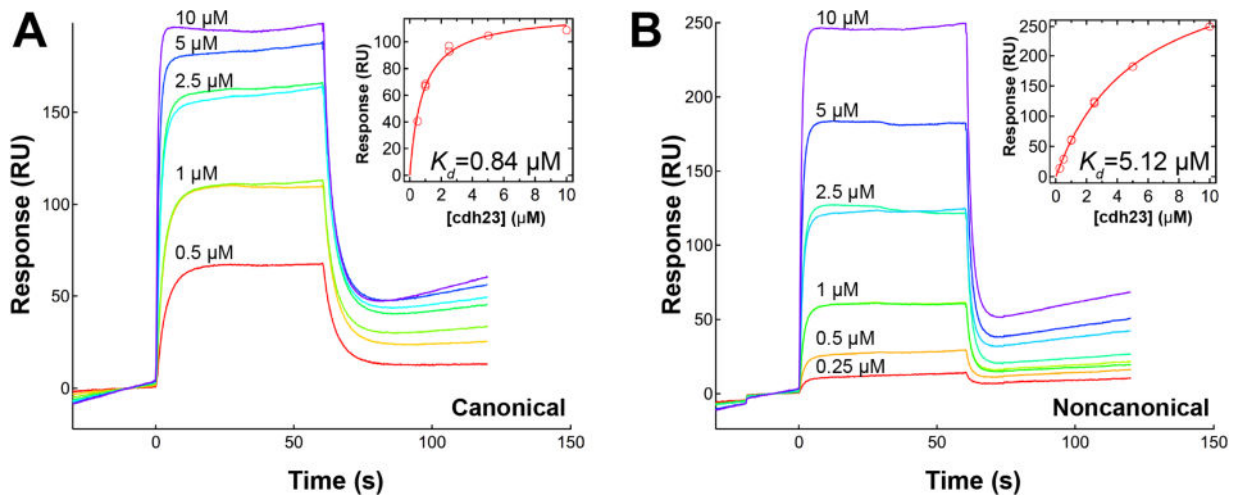 A
Response (RU)
150
100
50
0
0
50
100
150
Time (s)
10 µM
5 µM
2.5 µM
1 µM
0.5 µM
Canonical
Response (RU)
100
80
60
40
20
0
0
2
4
6
8
10
[cdh23] (µM)
Kd=0.84 µM
B
Response (RU)
250
200
150
100
50
0
0
50
100
150
Time (s)
10 µM
5 µM
2.5 µM
1 µM
0.5 µM
0.25 µM
Noncanonical
Response (RU)
250
200
150
100
50
0
0
2
4
6
8
10
[cdh23] (µM)
Kd=5.12 µM